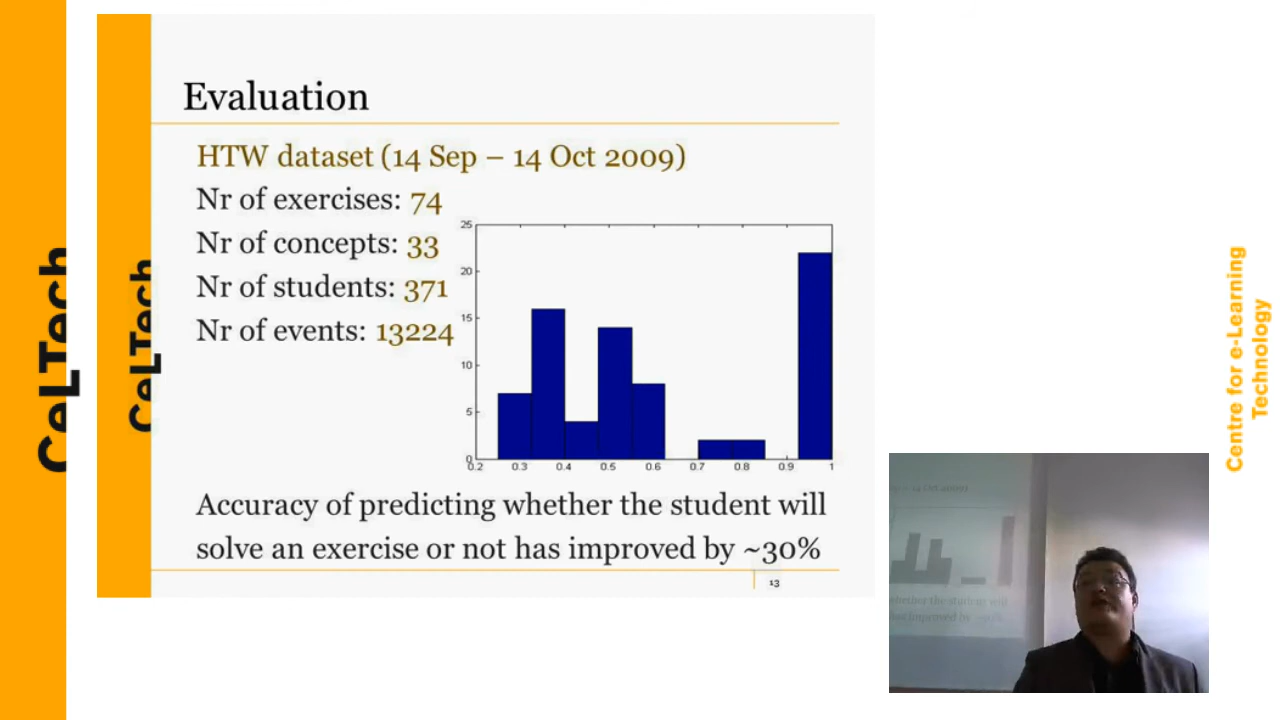 Evaluation
HTW dataset (14 Sep – 14 Oct 2009)
Nr of exercises: 74
Nr of concepts: 33
Nr of students: 371
Nr of events: 13224
25
20
15
10
5
0
0.2 0.3 0.4 0.5 0.6 0.7 0.8 0.9 1
Accuracy of predicting whether the student will
solve an exercise or not has improved by ~30%
13
CeLTech
CeLTech
Centre for e-Learning
Technology